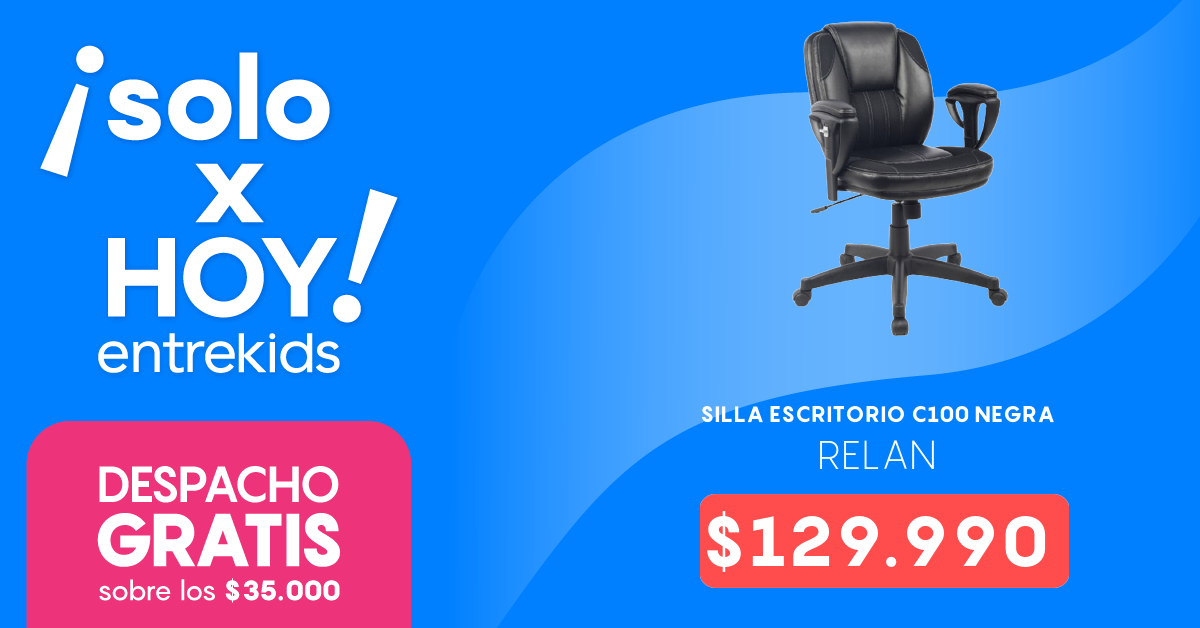 ¡solo
x
HOY!
entrekids
DESPACHO
GRATIS
sobre los $35.000
SILLA ESCRITORIO C100 NEGRA
RELAN
$129.990